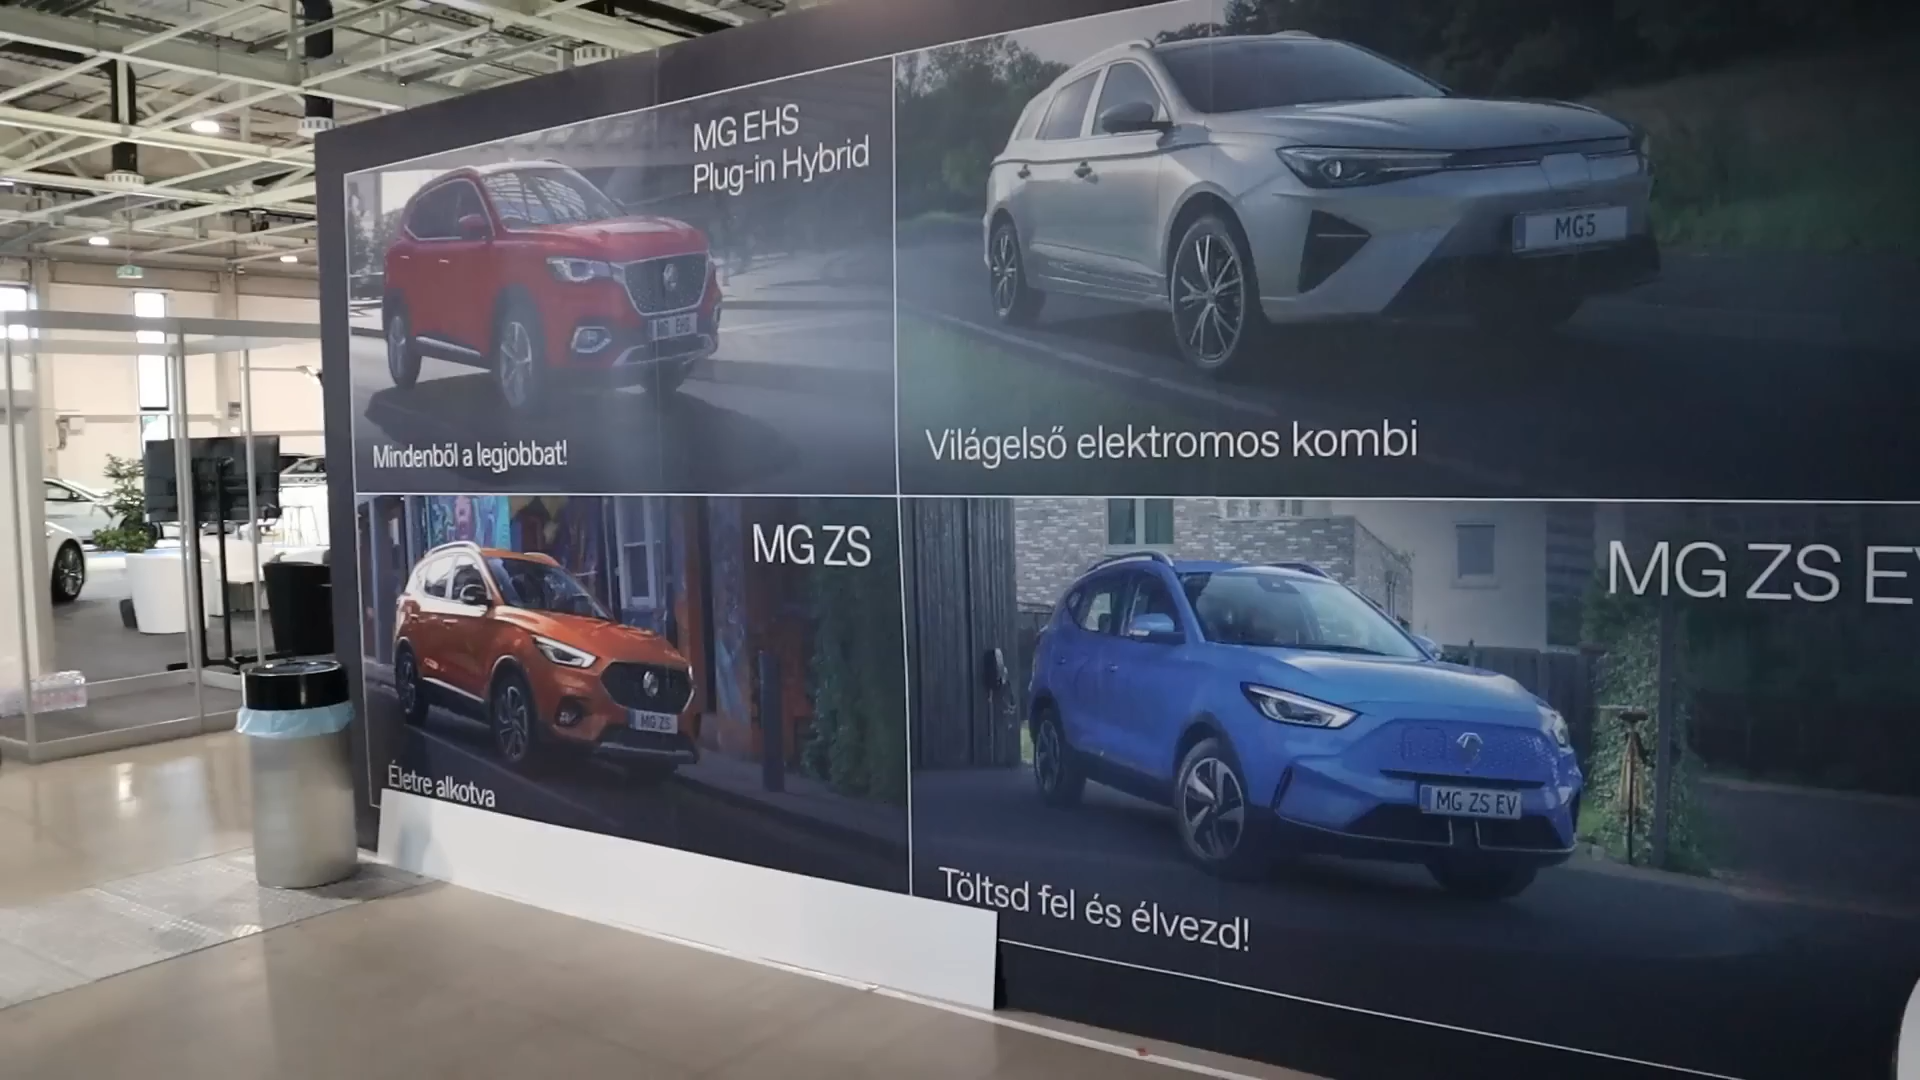 MG EHS
Plug-in Hybrid
MG EHS
Mindenből a legjobbat!
MG5
Világelső elektromos kombi
MG ZS
MG ZS
Életre alkotva
MG ZS E
MG ZS EV
Töltsd fel és élvezd!